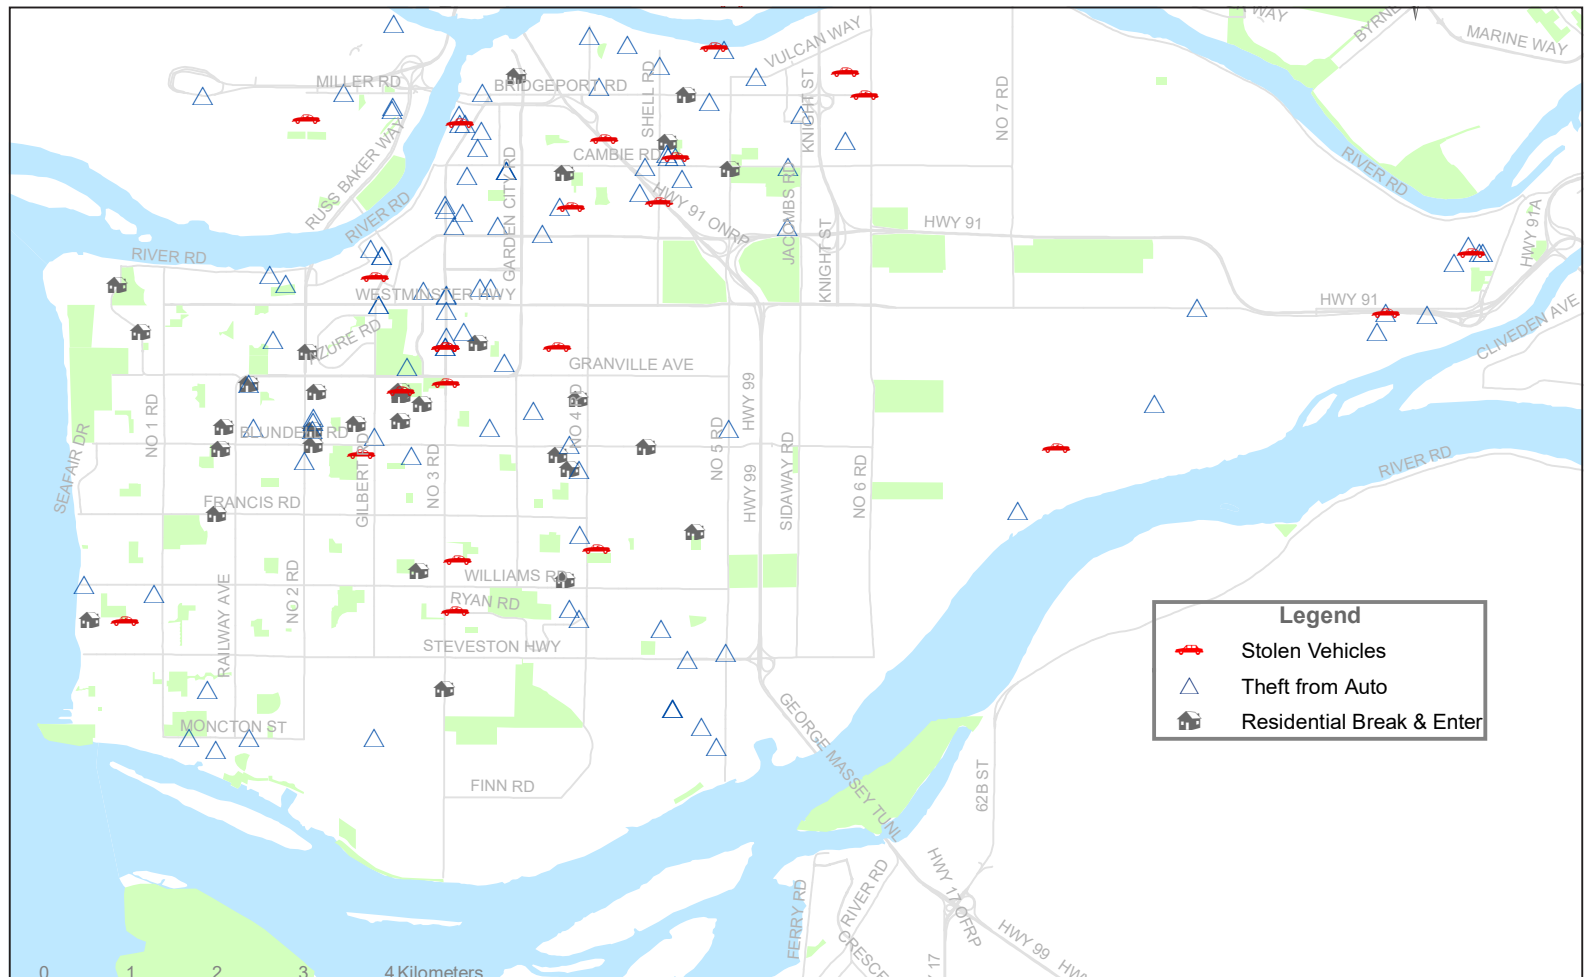 WAY
BYRNE
MARINE WAY
VULCAN WAY
MILLER RD
BRIDGEPORT RD
SHELL RD
KNIGHT ST
NO 7 RD
RUSS BAKER WAY
CAMBIE RD
GARDEN CITY RD
RIVER RD
HWY 91 ONRP
JACOMBS RD
RIVER RD
HWY 91
HWY 91A
RIVER RD
KNIGHT ST
WESTMINSTER HWY
HWY 91
CLIVEDEN AVE
AZURE RD
GRANVILLE AVE
HWY 99
NO 1 RD
NO 4 RD
BLUNDELL RD
SEAFAIR DR
GILBERT RD
NO 3 RD
NO 5 RD
HWY 99
SIDAWAY RD
NO 6 RD
RIVER RD
FRANCIS RD
RAILWAY AVE
NO 2 RD
WILLIAMS RD
RYAN RD
STEVESTON HWY
Legend
Stolen Vehicles
Theft from Auto
Residential Break & Enter
MONCTON ST
GEORGE MASSEY TUNL
FINN RD
62B ST
FERRY RD
RIVER RD
HWY 17 OFRP
CRESCE
HWY 99
HWY
17
0 1 2 3 4 Kilometers